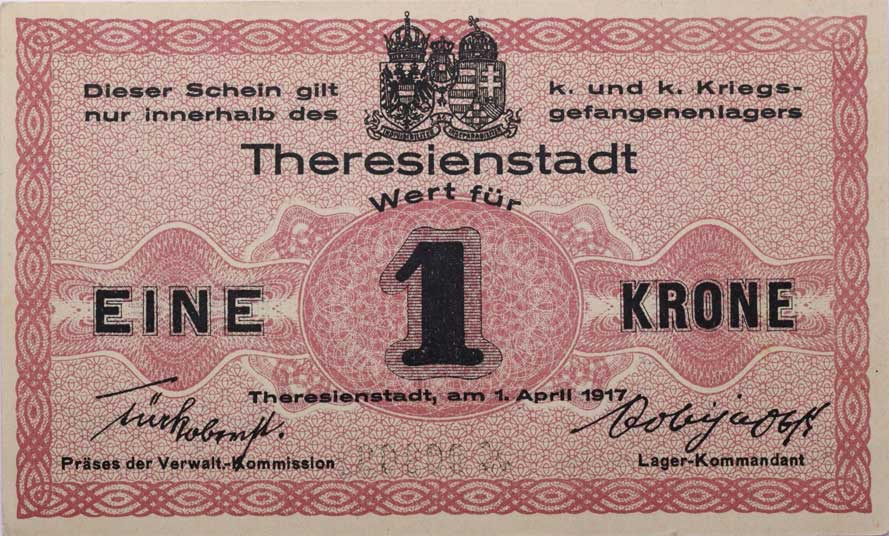 Dieser Schein gilt
nur innerhalb des
k. und k. Kriegs-
gefangenenlagers
Theresienstadt
Wert für
1
EINE
KRONE
Theresienstadt, am 1. April 1917
Präses der Verwalt.-Kommission
Lager-Kommandant